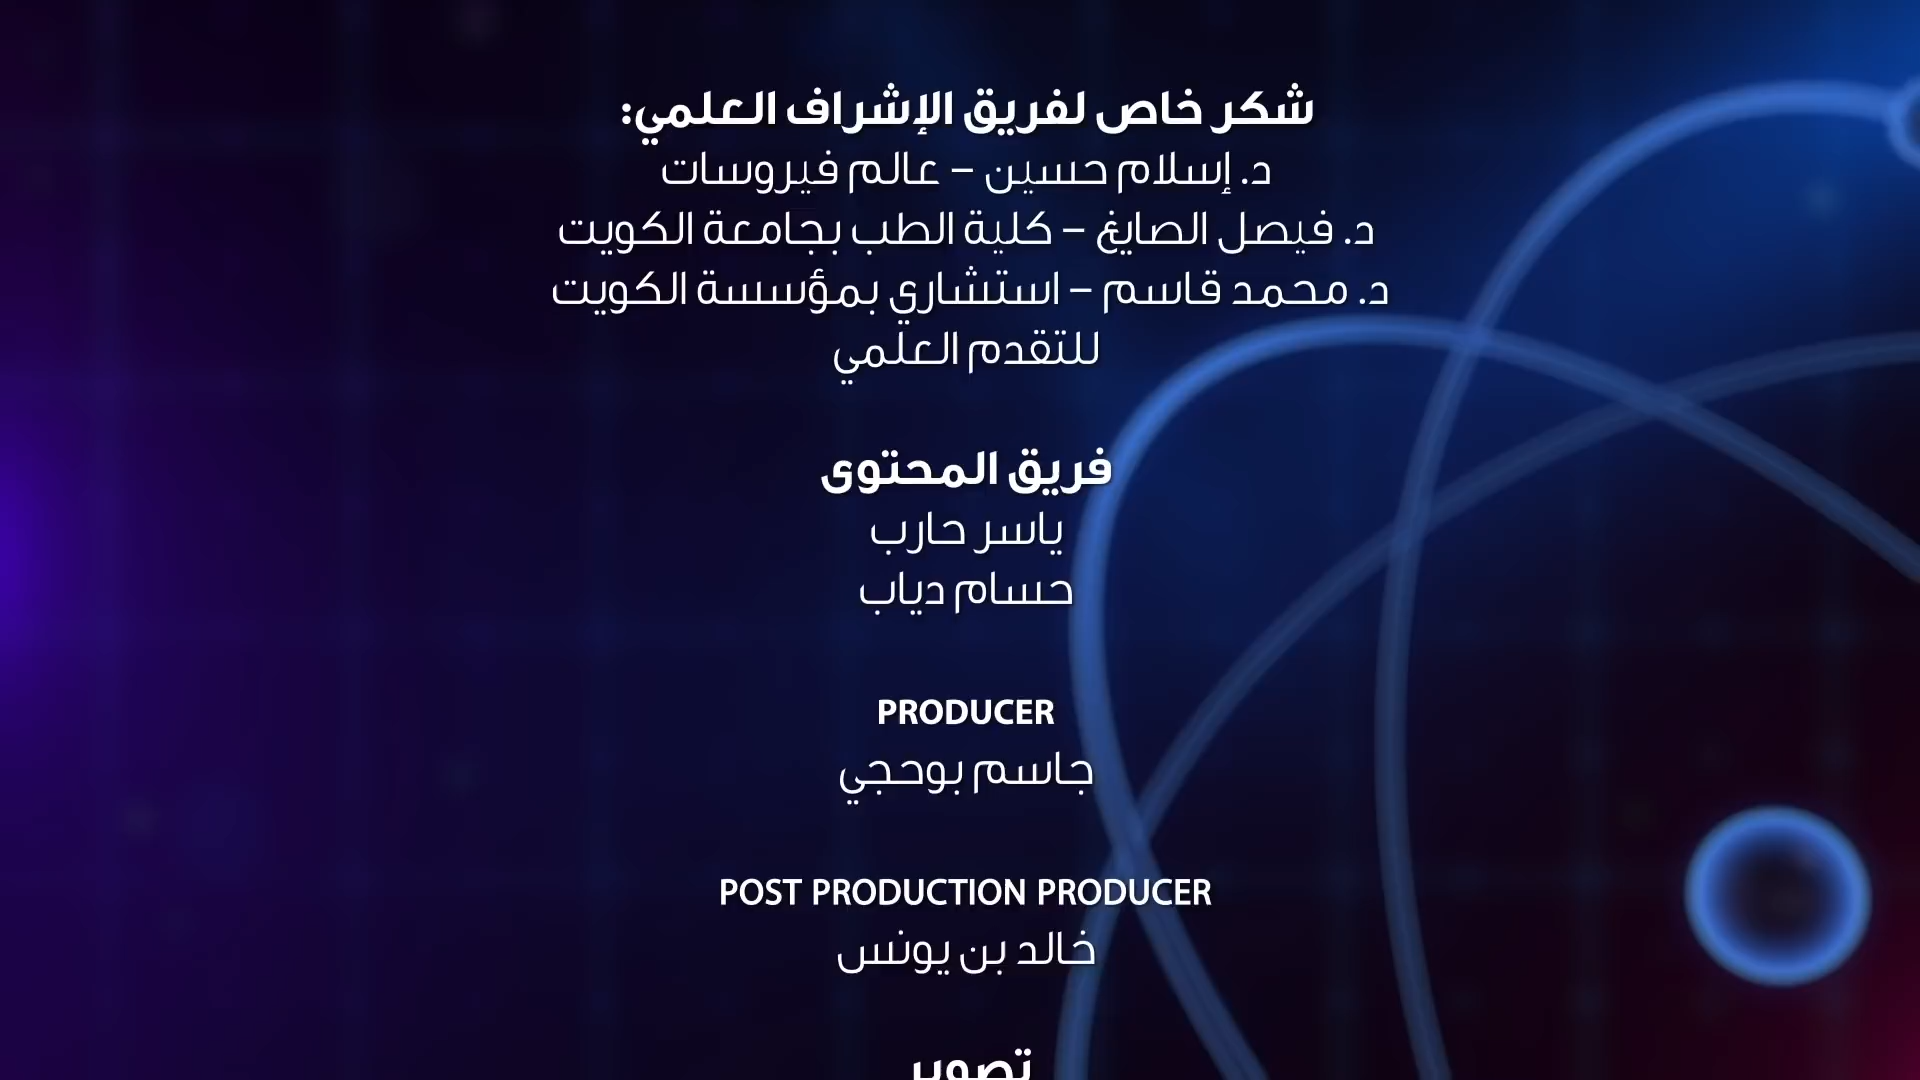 شكر خاص لفريق الإشراف العلمي:
د. إسلام حسين – عالم فيروسات
د. فيصل الصايغ – كلية الطب بجامعة الكويت
د. محمد قاسم – استشاري بمؤسسة الكويت
للتقدم العلمي
فريق المحتوى
ياسر حارب
حسام دياب
PRODUCER
جاسم بوحجي
POST PRODUCTION PRODUCER
خالد بن يونس
تصوير